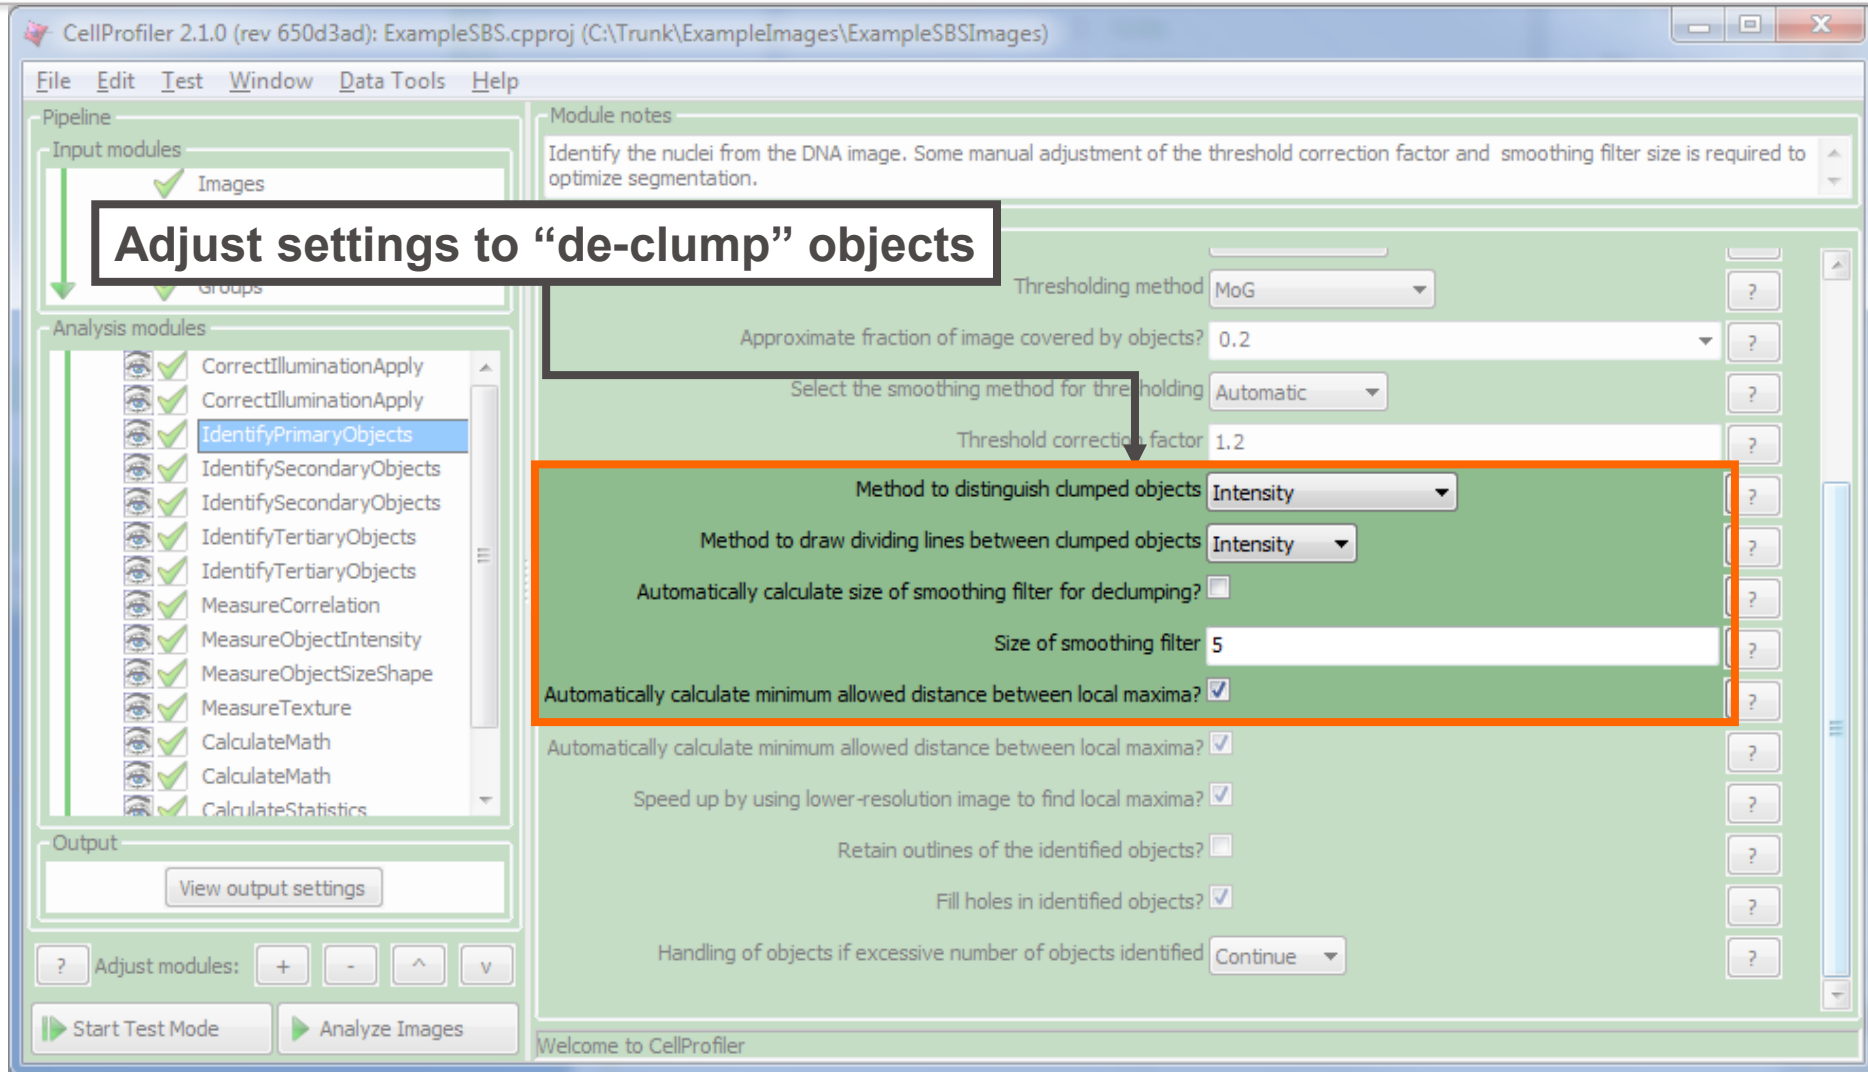 CellProfiler 2.1.0 (rev 650d3ad): ExampleSBS.cpproj (C:\Trunk\ExampleImages\ExampleSBSImages)
File Edit Test Window Data Tools Help
Pipeline
Input modules
Images
Groups
Analysis modules
CorrectIlluminationApply
CorrectIlluminationApply
IdentifyPrimaryObjects
IdentifySecondaryObjects
IdentifySecondaryObjects
IdentifyTertiaryObjects
IdentifyTertiaryObjects
MeasureCorrelation
MeasureObjectIntensity
MeasureObjectSizeShape
MeasureTexture
CalculateMath
CalculateMath
CalculateStatistics
Output
View output settings
? Adjust modules: + - ^ v
Start Test Mode Analyze Images
Module notes
Identify the nuclei from the DNA image. Some manual adjustment of the threshold correction factor and smoothing filter size is required to
optimize segmentation.
Adjust settings to “de-clump” objects
Thresholding method MoG ?
Approximate fraction of image covered by objects? 0.2 ?
Select the smoothing method for thresholding Automatic ?
Threshold correction factor 1.2 ?
Method to distinguish clumped objects Intensity ?
Method to draw dividing lines between clumped objects Intensity ?
Automatically calculate size of smoothing filter for declumping? ?
Size of smoothing filter 5 ?
Automatically calculate minimum allowed distance between local maxima? ?
Automatically calculate minimum allowed distance between local maxima? ?
Speed up by using lower-resolution image to find local maxima? ?
Retain outlines of the identified objects? ?
Fill holes in identified objects? ?
Handling of objects if excessive number of objects identified Continue ?
Welcome to CellProfiler